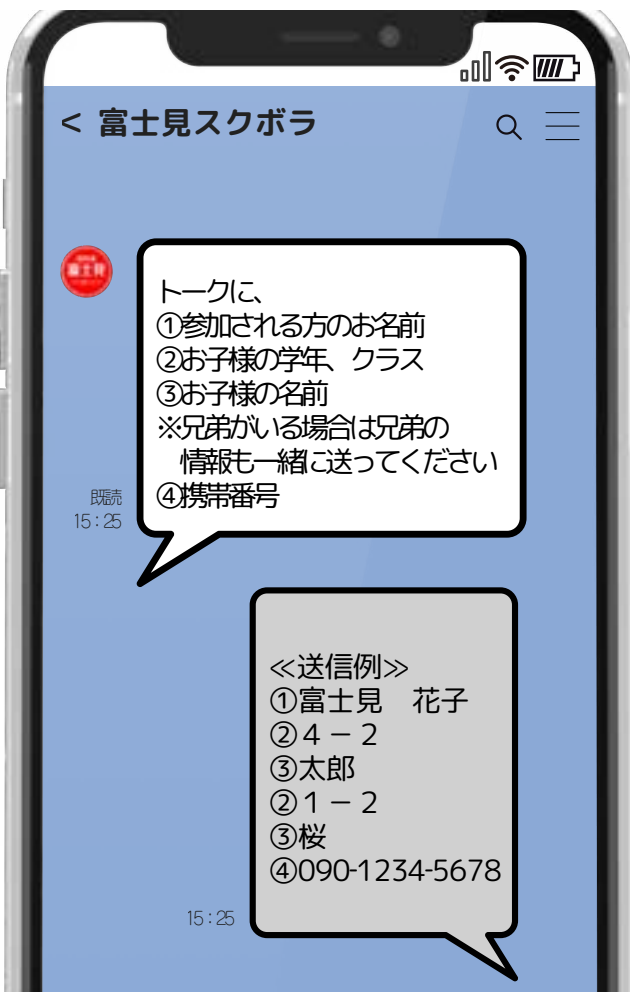 < 富士見スクボラ
富士見
トークに、
①参加される方のお名前
②お子様の学年、クラス
③お子様の名前
※兄弟がいる場合は兄弟の
情報も一緒に送ってください
④携帯番号
既読
15:25
≪送信例≫
①富士見 花子
②4－2
③太郎
②1－2
③桜
④090-1234-5678
15:25